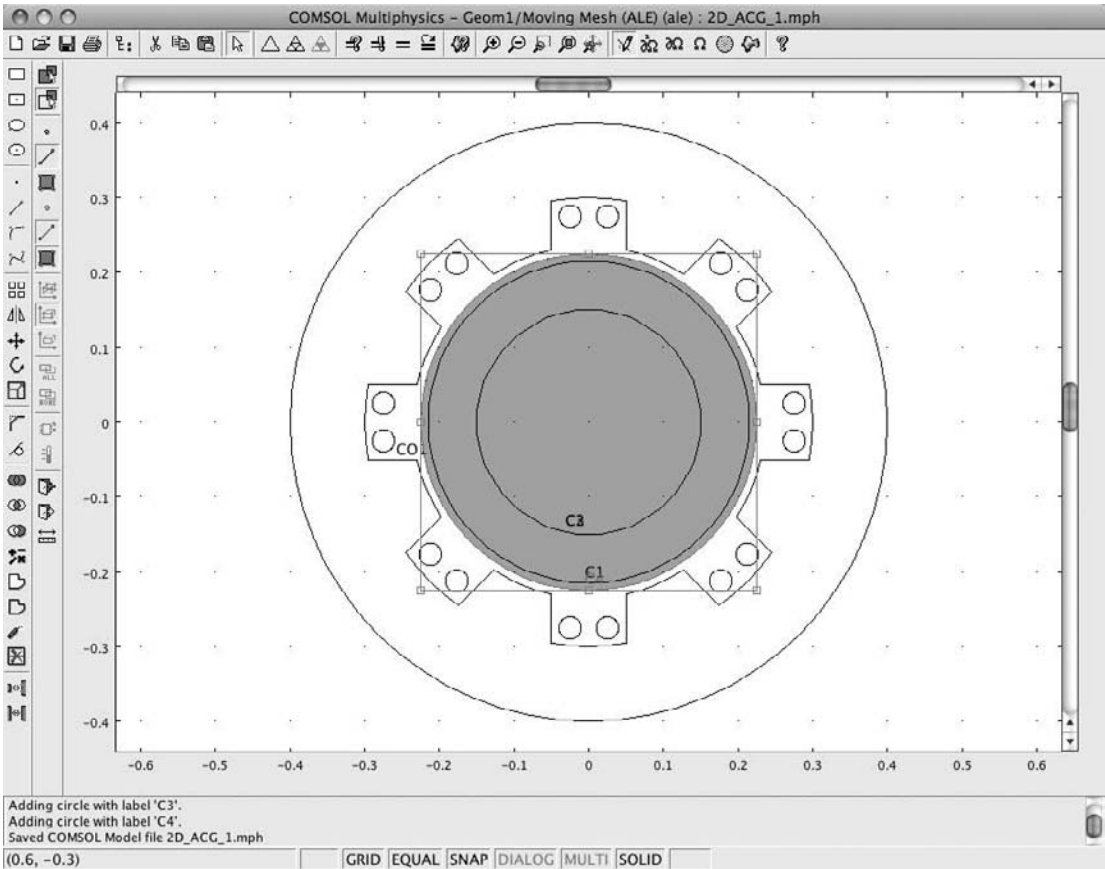 COMSOL Multiphysics – Geom1/Moving Mesh (ALE) (ale) : 2D_ACG_1.mph
0.4
0.3
0.2
0.1
0
-0.1
-0.2
-0.3
-0.4
CO1
C1
-0.6 -0.5 -0.4 -0.3 -0.2 -0.1 0 0.1 0.2 0.3 0.4 0.5 0.6
Adding circle with label 'C3'.
Adding circle with label 'C4'.
Saved COMSOL Model file 2D_ACG_1.mph
(0.6, -0.3) GRID EQUAL SNAP DIALOG MULTI SOLID